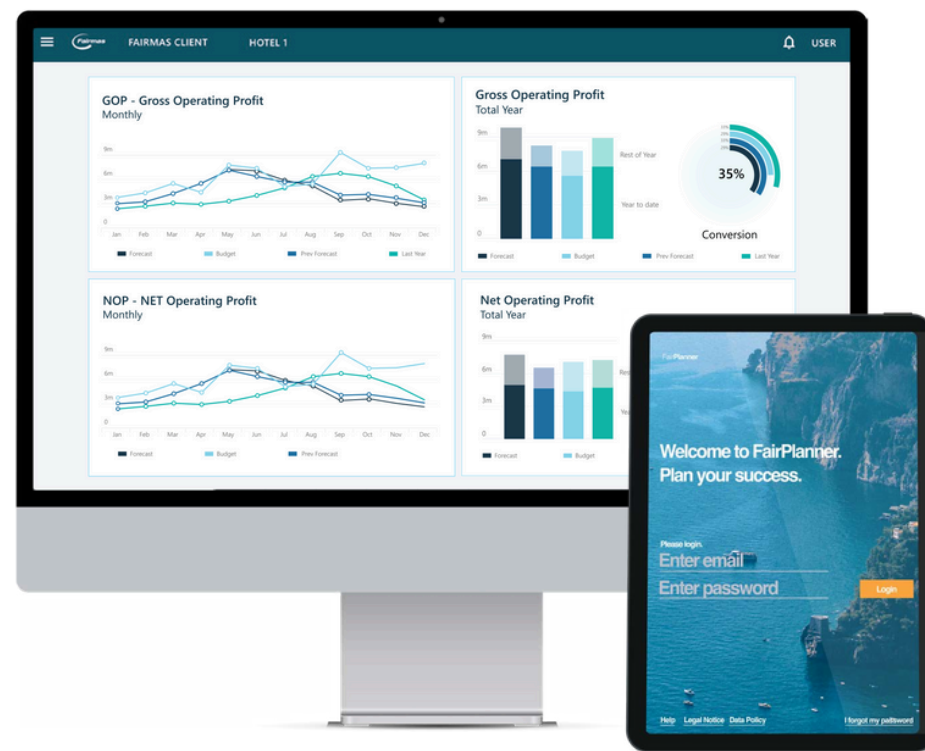 Fairmas FAIRMAS CLIENT HOTEL 1 USER
GOP - Gross Operating Profit
Monthly
9m
6m
3m
0
Jan Feb Mar Apr May Jun Jul Aug Sep Oct Nov Dec
Forecast Budget Prev Forecast Last Year
Gross Operating Profit
Total Year
9m
6m
3m
0
Rest of Year
Year to date
35%
Conversion
Forecast Budget Prev Forecast Last Year
NOP - NET Operating Profit
Monthly
9m
6m
3m
0
Jan Feb Mar Apr May Jun Jul Aug Sep Oct Nov Dec
Forecast Budget Prev Forecast
Net Operating Profit
Total Year
9m
6m
3m
0
Forecast Budget
FairPlanner
Welcome to FairPlanner.
Plan your success.
Please login.
Enter email
Enter password
Login
Help Legal Notice Data Policy I forgot my password